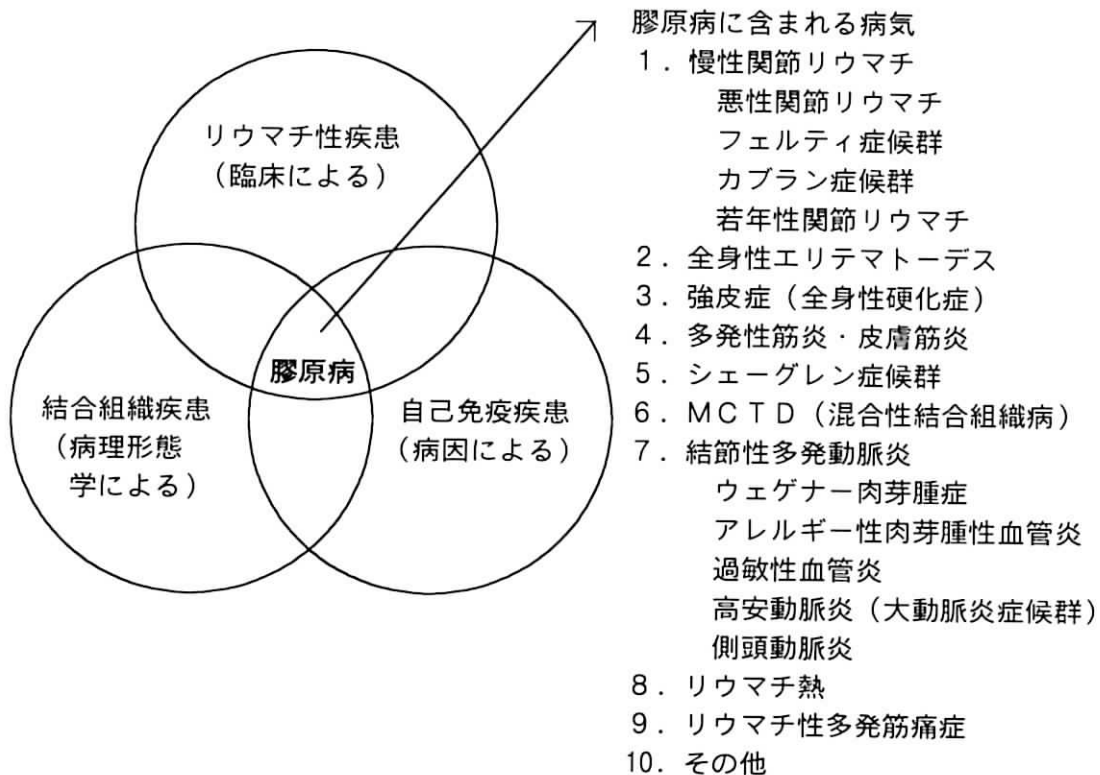 リウマチ性疾患
(臨床による)
結合組織疾患
(病理形態
学による)
膠原病
自己免疫疾患
(病因による)
膠原病に含まれる病気
1. 慢性関節リウマチ
悪性関節リウマチ
フェルティ症候群
カブラン症候群
若年性関節リウマチ
2. 全身性エリテマトーデス
3. 強皮症(全身性硬化症)
4. 多発性筋炎・皮膚筋炎
5. シェーグレン症候群
6. MCTD(混合性結合組織病)
7. 結節性多発動脈炎
ウェゲナー肉芽腫症
アレルギー性肉芽腫性血管炎
過敏性血管炎
高安動脈炎(大動脈炎症候群)
側頭動脈炎
8. リウマチ熱
9. リウマチ性多発筋痛症
10. その他